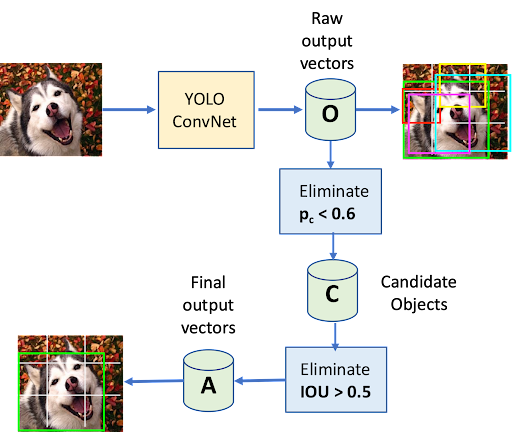 Raw
output
vectors
YOLO
ConvNet
O
Eliminate
pc < 0.6
C
Candidate
Objects
Final
output
vectors
A
Eliminate
IOU > 0.5